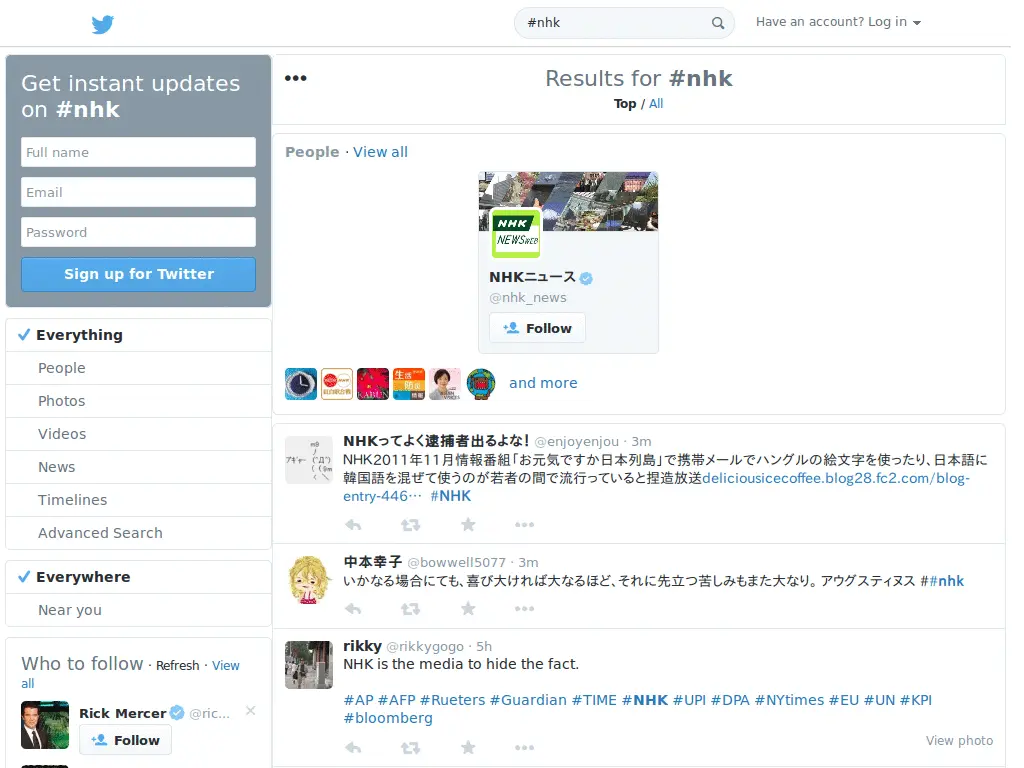 #nhk
Have an account? Log in
Get instant updates
on #nhk
Full name
Email
Password
Sign up for Twitter
Everything
People
Photos
Videos
News
Timelines
Advanced Search
Everywhere
Near you
Who to follow · Refresh · View
all
Rick Mercer @ric...
Follow
Results for #nhk
Top / All
People · View all
NHK
NEWSWEB
NHKニュース
@nhk_news
Follow
and more
NHKってよく逮捕者出るよな! @enjoyenjou · 3m
NHK2011年11月情報番組「お元気ですか日本列島」で携帯メールでハングルの絵文字を使ったり、日本語に
韓国語を混ぜて使うのが若者の間で流行っていると捏造放送deliciousicecoffee.blog28.fc2.com/blog-
entry-446… #NHK
中本幸子 @bowwell5077 · 3m
いかなる場合にても、喜び大ければ大なるほど、それに先立つ苦しみもまた大なり。 アウグスティヌス ##nhk
rikky @rikkygogo · 5h
NHK is the media to hide the fact.
#AP #AFP #Rueters #Guardian #TIME #NHK #UPI #DPA #NYtimes #EU #UN #KPI
#bloomberg
View photo